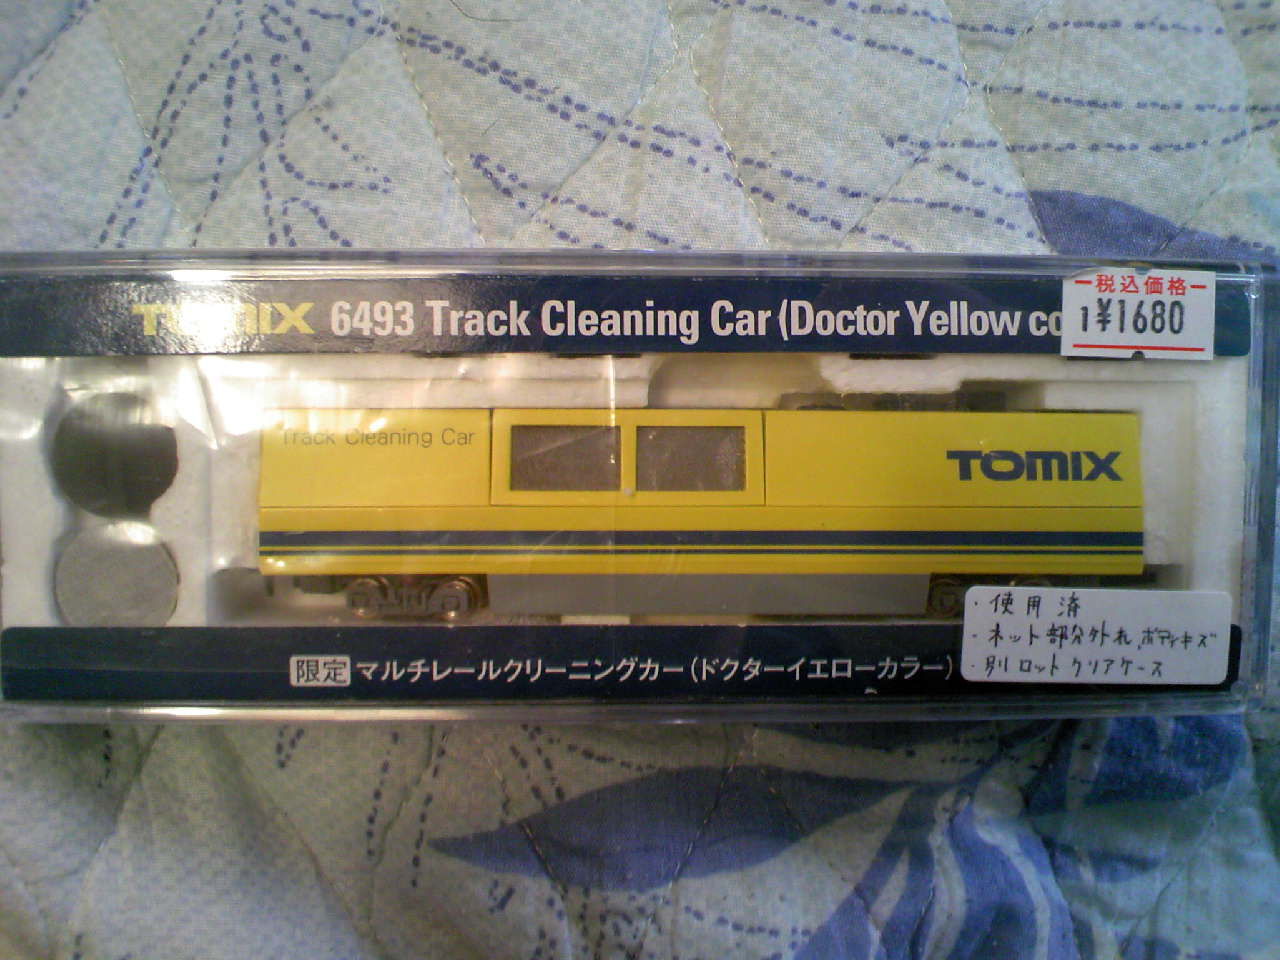 TOMIX 6493 Track Cleaning Car (Doctor Yellow co
税込価格
1¥1680
Track Cleaning Car
TOMIX
・使用済
・ネット部分外れ、ボディキズ
・別ロットクリアケース
限定 マルチレールクリーニングカー(ドクターイエローカラー)